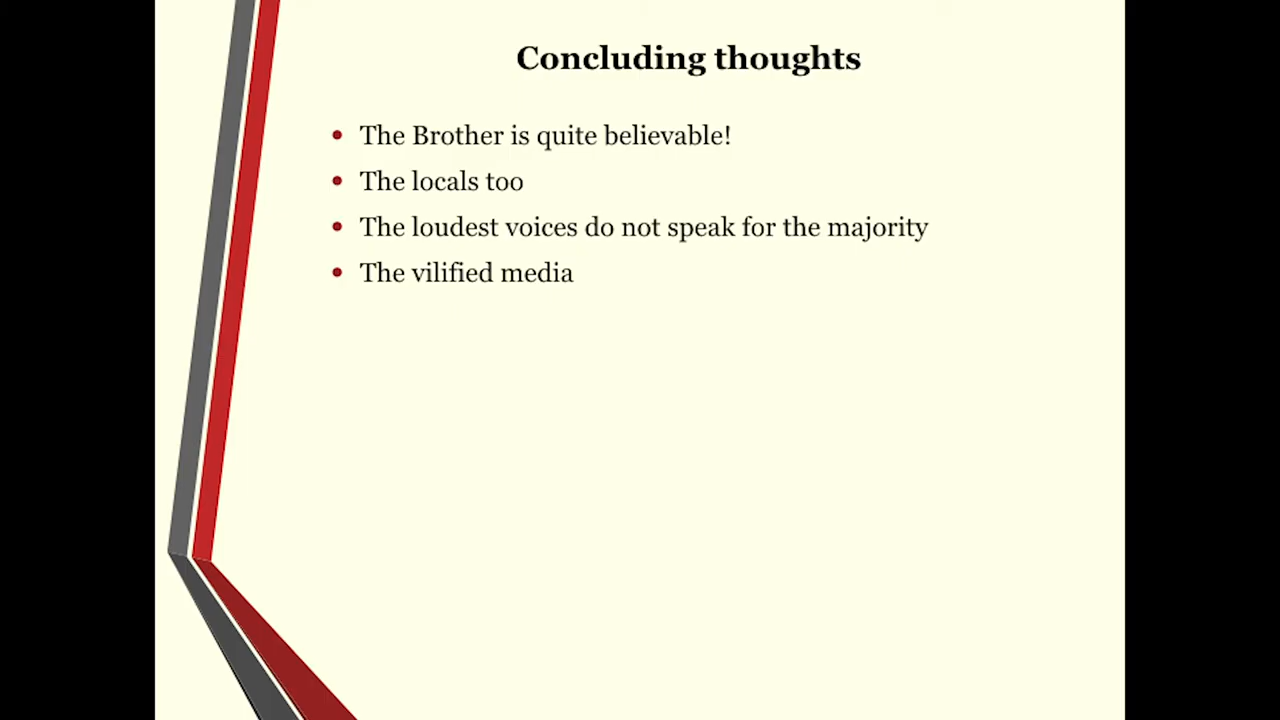 Concluding thoughts
• The Brother is quite believable!
• The locals too
• The loudest voices do not speak for the majority
• The vilified media